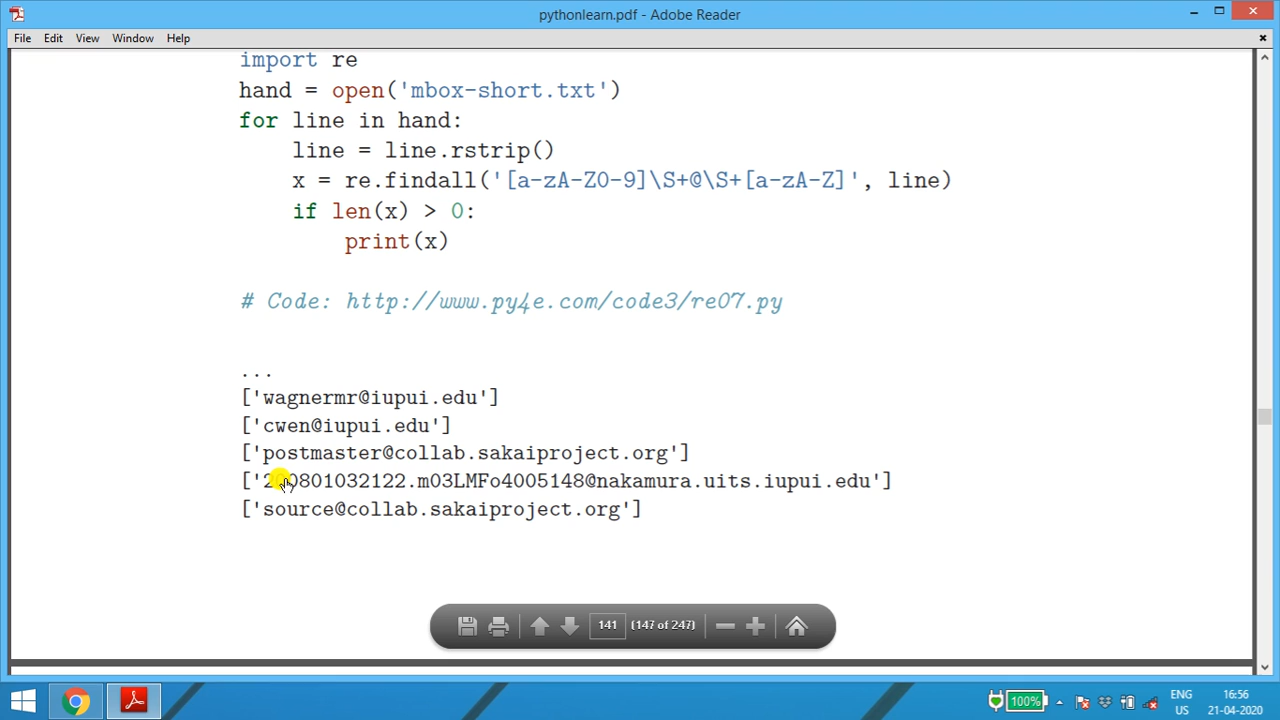 pythonlearn.pdf - Adobe Reader
File Edit View Window Help
import re
hand = open('mbox-short.txt')
for line in hand:
    line = line.rstrip()
    x = re.findall('[a-zA-Z0-9]\S+@\S+[a-zA-Z]', line)
    if len(x) > 0:
        print(x)
# Code: http://www.py4e.com/code3/re07.py
...
['wagnermr@iupui.edu']
['cwen@iupui.edu']
['postmaster@collab.sakaiproject.org']
['200801032122.m03LMFo4005148@nakamura.uits.iupui.edu']
['source@collab.sakaiproject.org']
141 (147 of 247)
100% ENG 16:56
US 21-04-2020